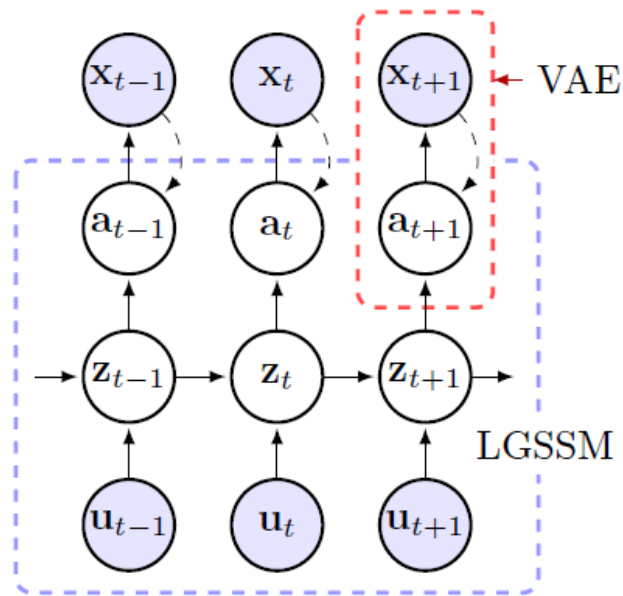 x_{t−1} x_t x_{t+1} VAE
a_{t−1} a_t a_{t+1}
z_{t−1} z_t z_{t+1}
LGSSM
u_{t−1} u_t u_{t+1}